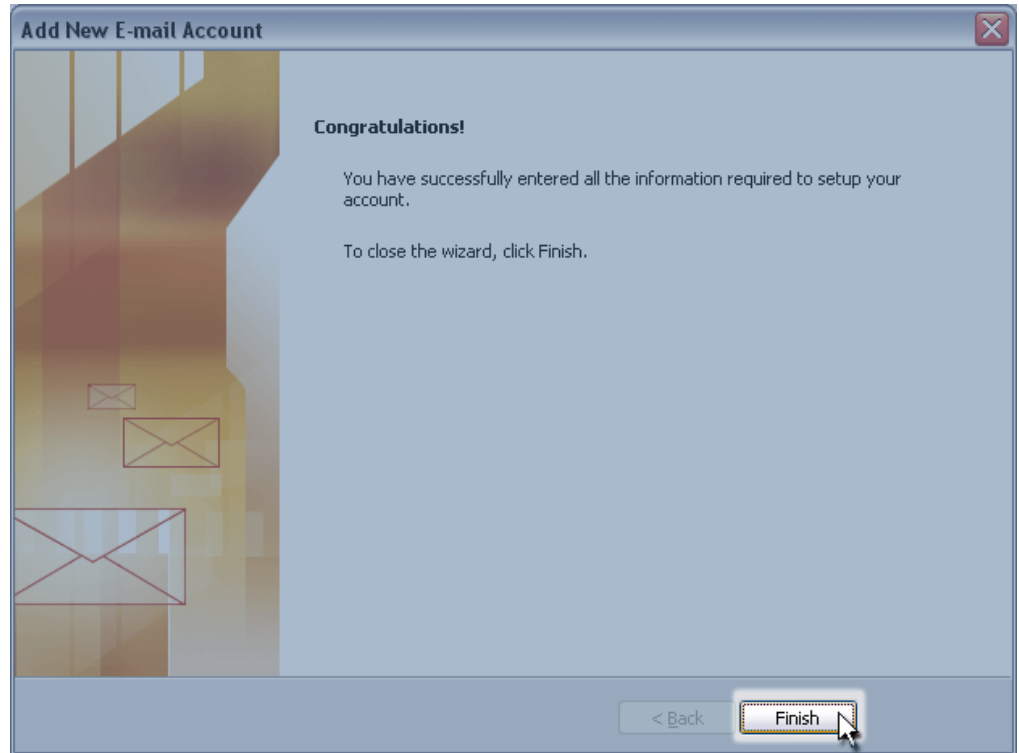 Add New E-mail Account
Congratulations!
You have successfully entered all the information required to setup your
account.
To close the wizard, click Finish.
< Back
Finish